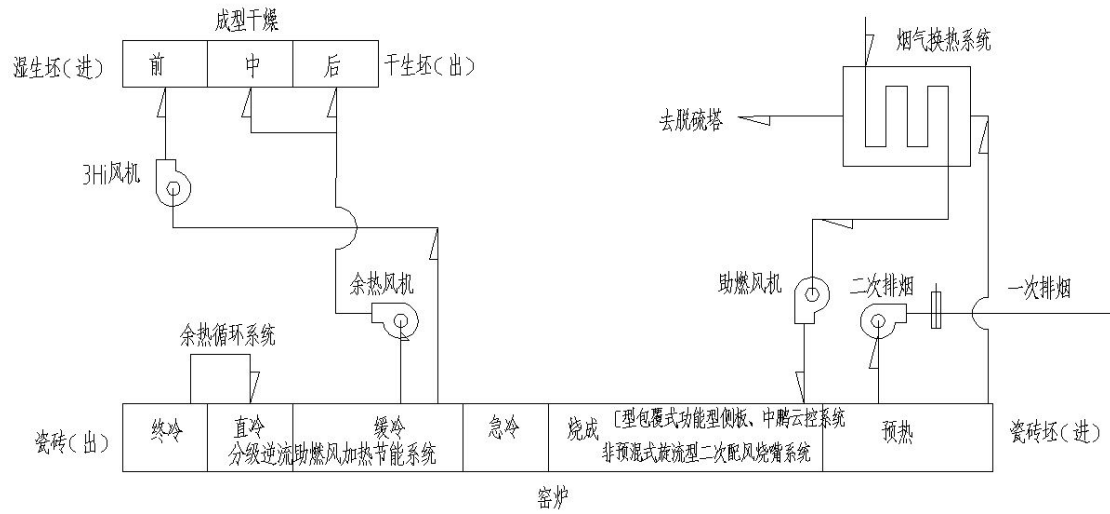 成型干燥
湿生坯(进)
前
中
后
干生坯(出)
烟气换热系统
去脱硫塔
3Hi风机
余热风机
助燃风机
二次排烟
一次排烟
余热循环系统
瓷砖(出)
终冷
直冷
缓冷
急冷
烧成
[型包覆式功能型侧板、中鹏云控系统
预热
瓷砖坯(进)
分级逆流助燃风加热节能系统
非预混式旋流型二次配风烧嘴系统
窑炉